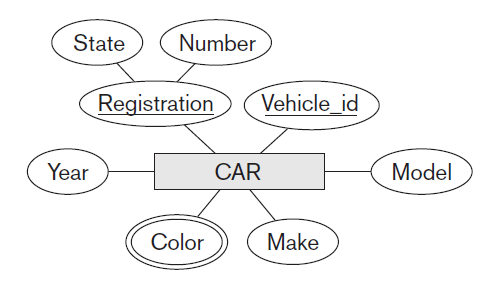 State
Number
Registration
Vehicle_id
Year
CAR
Model
Color
Make